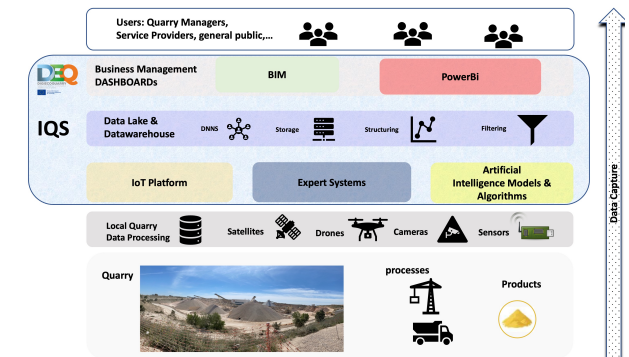 Users: Quarry Managers,
Service Providers, general public,...
DEQ
Business Management
DASHBOARDs
BIM
PowerBi
IQS
Data Lake &
Datawarehouse
DNNS
Storage
Structuring
Filtering
IoT Platform
Expert Systems
Artificial
Intelligence Models &
Algorithms
Local Quarry
Data Processing
Satellites
Drones
Cameras
Sensors
Quarry
processes
Products
Data Capture